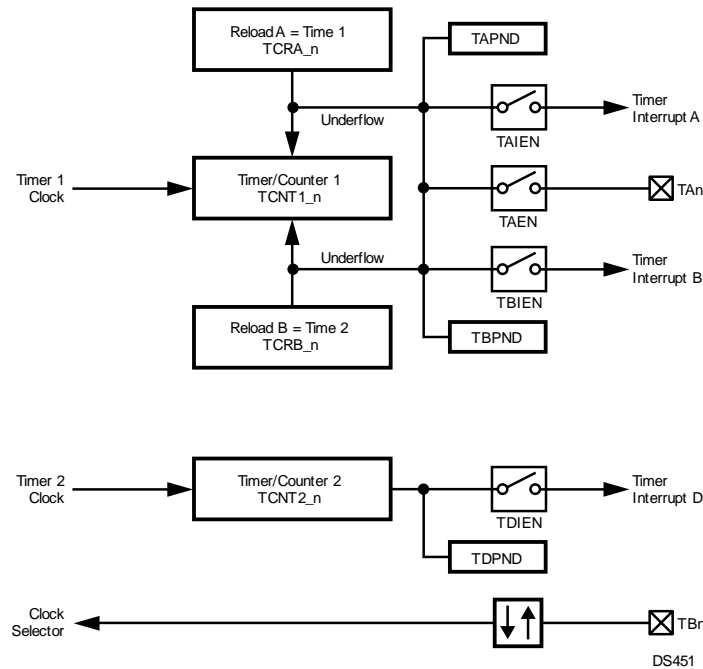 Reload A = Time 1
TCRA_n
TAPND
Underflow
Timer
Interrupt A
TAIEN
Timer 1
Clock
Timer/Counter 1
TCNT1_n
TAn
TAEN
Underflow
Timer
Interrupt B
TBIEN
Reload B = Time 2
TCRB_n
TBPND
Timer 2
Clock
Timer/Counter 2
TCNT2_n
Timer
Interrupt D
TDIEN
TDPND
Clock
Selector
TBn
DS451